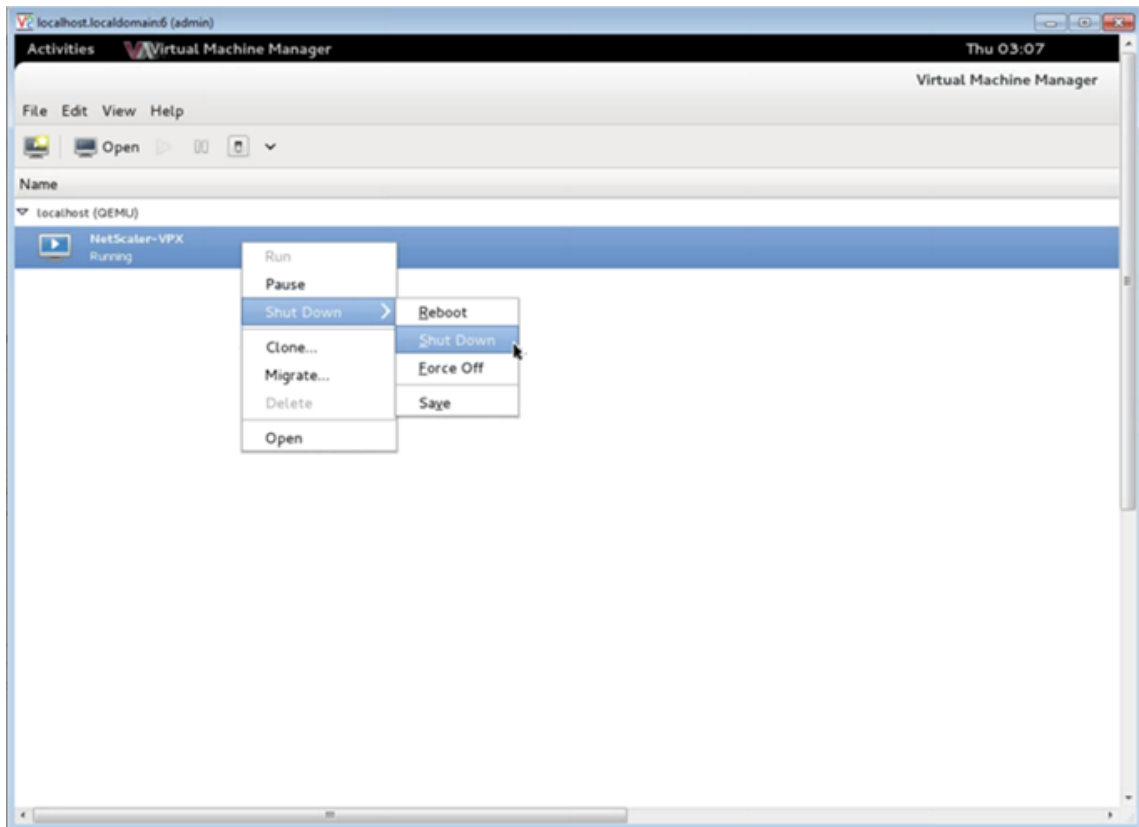 localhost.localdomain:6 (admin)
Activities Virtual Machine Manager Thu 03:07
Virtual Machine Manager
File Edit View Help
Open
Name
localhost (QEMU)
NetScaler-VPX
Running
Run
Pause
Shut Down
Clone...
Migrate...
Delete
Open
Reboot
Shut Down
Force Off
Save